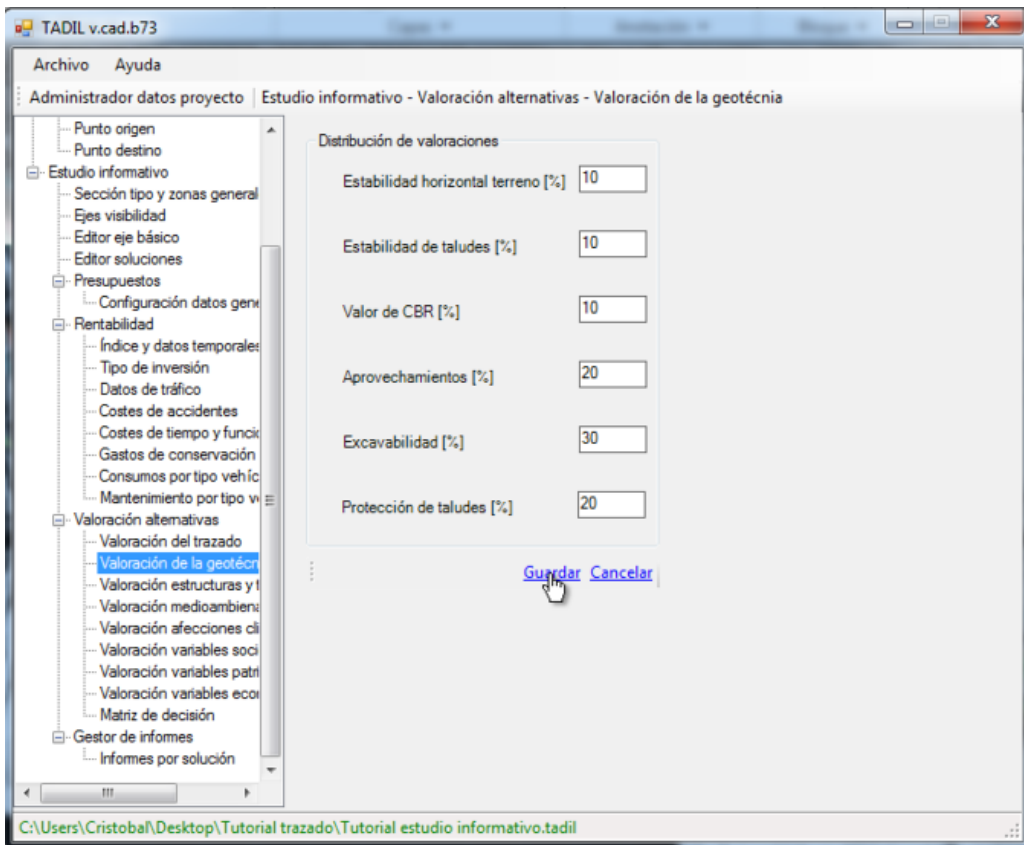 TADIL v.cad.b73
Archivo Ayuda
Administrador datos proyecto Estudio informativo - Valoración alternativas - Valoración de la geotécnia
Punto origen
Punto destino
Estudio informativo
Sección tipo y zonas general
Ejes visibilidad
Editor eje básico
Editor soluciones
Presupuestos
Configuración datos gene
Rentabilidad
Índice y datos temporales
Tipo de inversión
Datos de tráfico
Costes de accidentes
Costes de tiempo y funcio
Gastos de conservación
Consumos por tipo vehíc
Mantenimiento por tipo v
Valoración alternativas
Valoración del trazado
Valoración de la geotécn
Valoración estructuras y t
Valoración medioambiena
Valoración afecciones cli
Valoración variables soci
Valoración variables patri
Valoración variables econ
Matriz de decisión
Gestor de informes
Informes por solución
Distribución de valoraciones
Estabilidad horizontal terreno [%] 10
Estabilidad de taludes [%] 10
Valor de CBR [%] 10
Aprovechamientos [%] 20
Excavabilidad [%] 30
Protección de taludes [%] 20
Guardar Cancelar
C:\Users\Cristobal\Desktop\Tutorial trazado\Tutorial estudio informativo.tadil